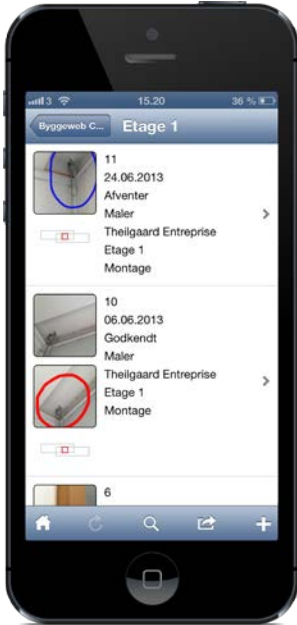 3 15.20 36 %
Byggeweb C... Etage 1
11
24.06.2013
Afventer
Maler
Theilgaard Entreprise
Etage 1
Montage
10
06.06.2013
Godkendt
Maler
Theilgaard Entreprise
Etage 1
Montage
6